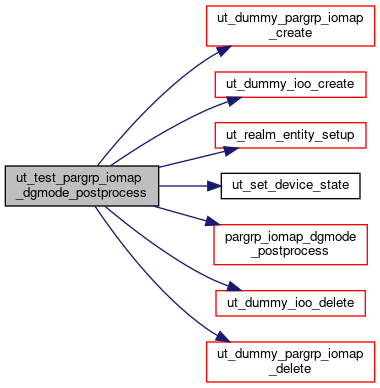 ut_dummy_pargrp_iomap
_create
ut_dummy_ioo_create
ut_realm_entity_setup
ut_test_pargrp_iomap
_dgmode_postprocess
ut_set_device_state
pargrp_iomap_dgmode
_postprocess
ut_dummy_ioo_delete
ut_dummy_pargrp_iomap
_delete